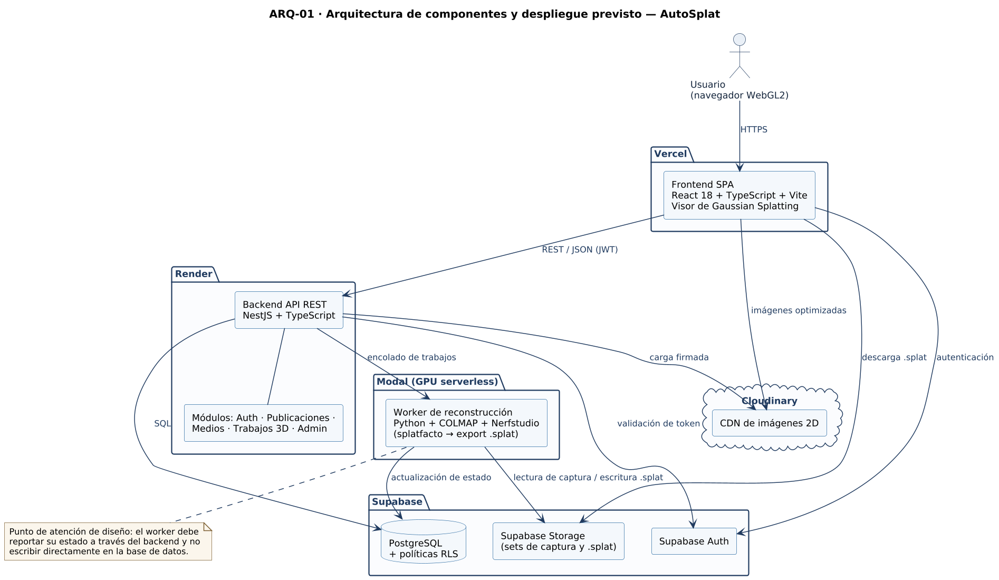 ARQ-01 · Arquitectura de componentes y despliegue previsto — AutoSplat
Usuario
(navegador WebGL2)
HTTPS
Vercel
Frontend SPA
React 18 + TypeScript + Vite
Visor de Gaussian Splatting
REST / JSON (JWT)
Render
Backend API REST
NestJS + TypeScript
imágenes optimizadas
encolado de trabajos
carga firmada
descarga .splat
autenticación
Modal (GPU serverless)
Cloudinary
Módulos: Auth · Publicaciones ·
Medios · Trabajos 3D · Admin
Worker de reconstrucción
Python + COLMAP + Nerfstudio
(splatfacto → export .splat)
SQL
validación de token
CDN de imágenes 2D
actualización de estado
lectura de captura / escritura .splat
Supabase
Punto de atención de diseño: el worker debe
reportar su estado a través del backend y no
escribir directamente en la base de datos.
PostgreSQL
+ políticas RLS
Supabase Storage
(sets de captura y .splat)
Supabase Auth